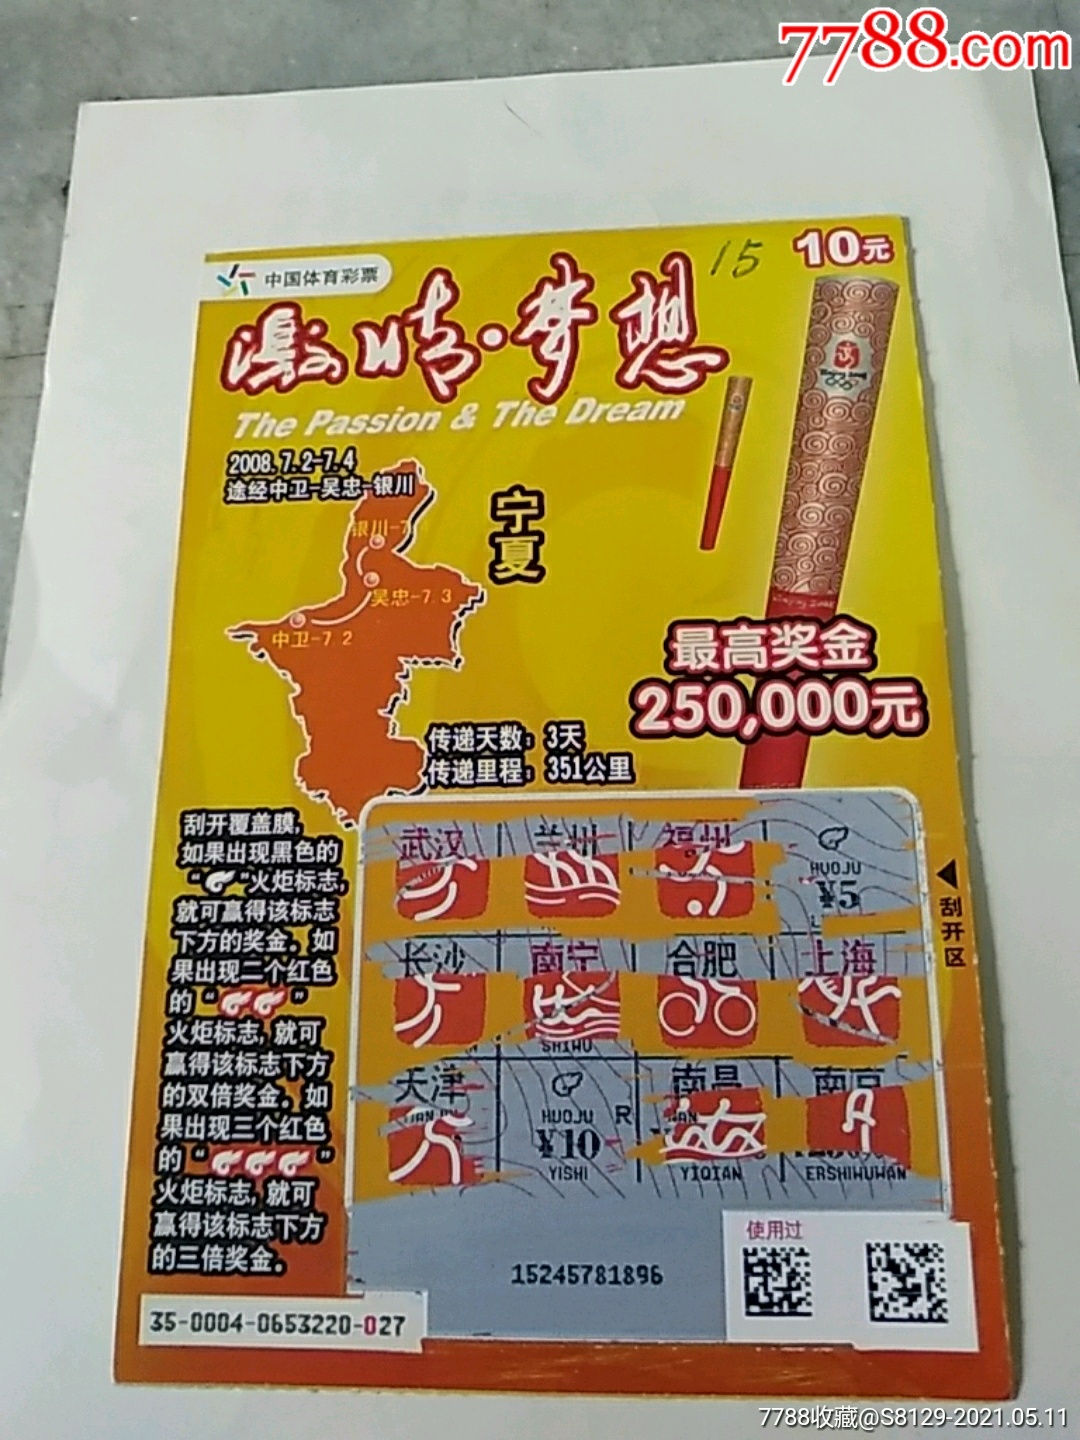 7788.com
15
10元
中国体育彩票
激情·梦想
The Passion & The Dream
2008.7.2-7.4
途经中卫-吴忠-银川
宁夏
银川-7.4
吴忠-7.3
中卫-7.2
最高奖金
250,000元
传递天数：3天
传递里程：351公里
刮开覆盖膜，
如果出现黑色的
“ ”火炬标志，
就可赢得该标志
下方的奖金。如
果出现二个红色
的“ ”
火炬标志，就可
赢得该标志下方
的双倍奖金。如
果出现三个红色
的“ ”
火炬标志，就可
赢得该标志下方
的三倍奖金。
刮开区
武汉 兰州 福州
HUOJU
¥5
长沙 南宁 合肥 上海
SHIWU
天津 南昌 南京
HUOJU
¥10
YISHI YIQIAN ERSHIWUWAN
使用过
15245781896
35-0004-0653220-027
Beijing 2008
7788收藏@S8129-2021.05.11